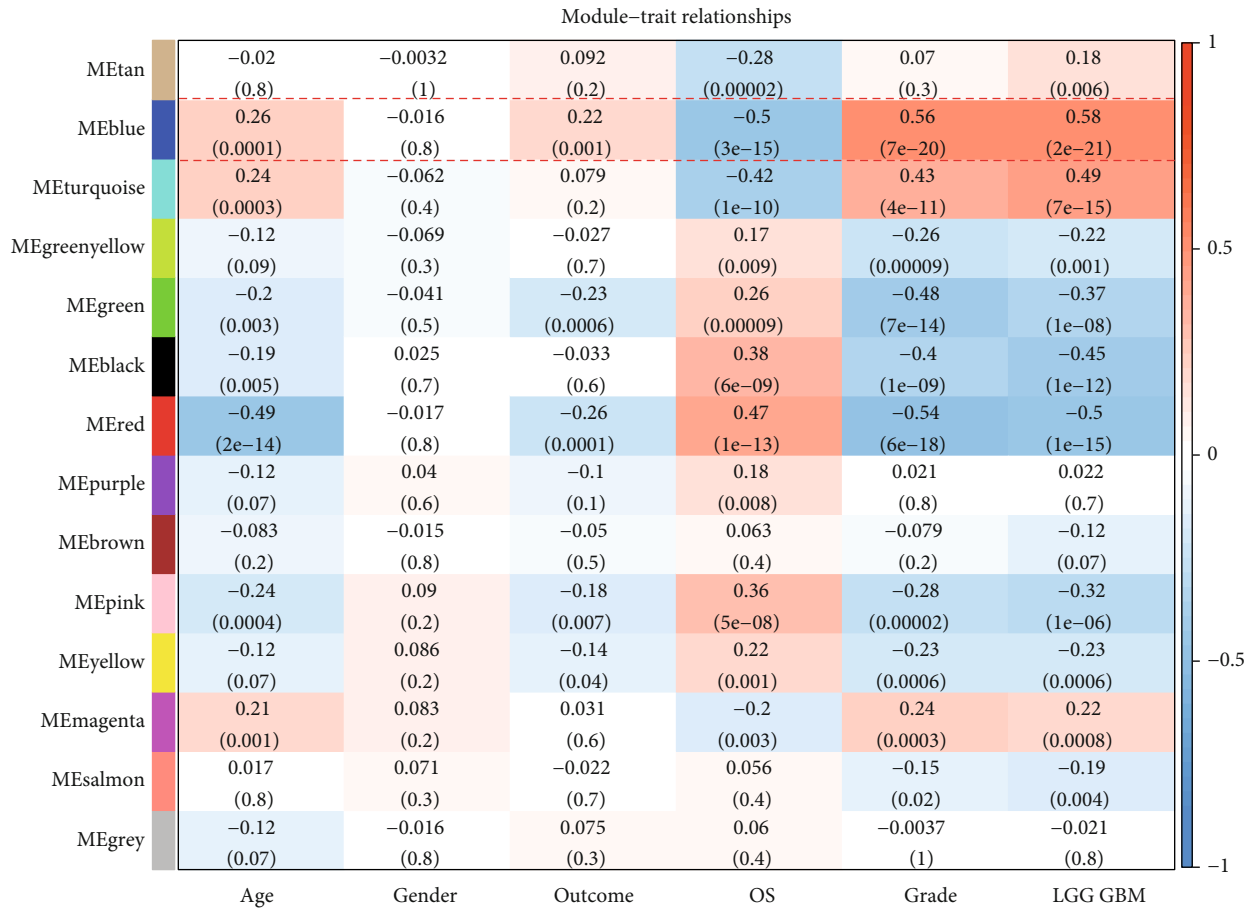 Module−trait relationships
MEtan −0.02 −0.0032 0.092 −0.28 0.07 0.18
(0.8) (1) (0.2) (0.00002) (0.3) (0.006)
MEblue 0.26 −0.016 0.22 −0.5 0.56 0.58
(0.0001) (0.8) (0.001) (3e−15) (7e−20) (2e−21)
MEturquoise 0.24 −0.062 0.079 −0.42 0.43 0.49
(0.0003) (0.4) (0.2) (1e−10) (4e−11) (7e−15)
MEgreenyellow −0.12 −0.069 −0.027 0.17 −0.26 −0.22
(0.09) (0.3) (0.7) (0.009) (0.00009) (0.001)
MEgreen −0.2 −0.041 −0.23 0.26 −0.48 −0.37
(0.003) (0.5) (0.0006) (0.00009) (7e−14) (1e−08)
MEblack −0.19 0.025 −0.033 0.38 −0.4 −0.45
(0.005) (0.7) (0.6) (6e−09) (1e−09) (1e−12)
MEred −0.49 −0.017 −0.26 0.47 −0.54 −0.5
(2e−14) (0.8) (0.0001) (1e−13) (6e−18) (1e−15)
MEpurple −0.12 0.04 −0.1 0.18 0.021 0.022
(0.07) (0.6) (0.1) (0.008) (0.8) (0.7)
MEbrown −0.083 −0.015 −0.05 0.063 −0.079 −0.12
(0.2) (0.8) (0.5) (0.4) (0.2) (0.07)
MEpink −0.24 0.09 −0.18 0.36 −0.28 −0.32
(0.0004) (0.2) (0.007) (5e−08) (0.00002) (1e−06)
MEyellow −0.12 0.086 −0.14 0.22 −0.23 −0.23
(0.07) (0.2) (0.04) (0.001) (0.0006) (0.0006)
MEmagenta 0.21 0.083 0.031 −0.2 0.24 0.22
(0.001) (0.2) (0.6) (0.003) (0.0003) (0.0008)
MEsalmon 0.017 0.071 −0.022 0.056 −0.15 −0.19
(0.8) (0.3) (0.7) (0.4) (0.02) (0.004)
MEgrey −0.12 −0.016 0.075 0.06 −0.0037 −0.021
(0.07) (0.8) (0.3) (0.4) (1) (0.8)
Age Gender Outcome OS Grade LGG GBM
1
0.5
0
−0.5
−1